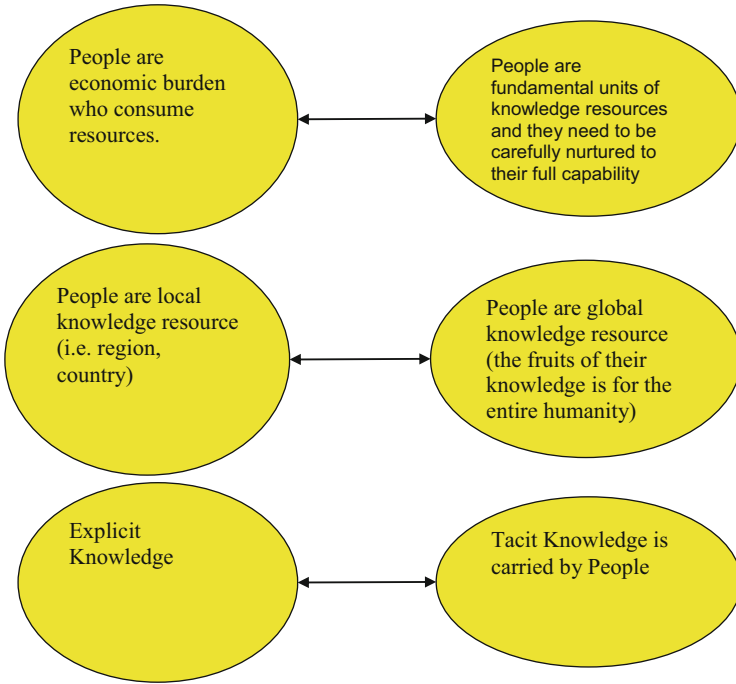 People are
economic burden
who consume
resources.
People are
fundamental units of
knowledge resources
and they need to be
carefully nurtured to
their full capability
People are local
knowledge resource
(i.e. region,
country)
People are global
knowledge resource
(the fruits of their
knowledge is for the
entire humanity)
Explicit
Knowledge
Tacit Knowledge is
carried by People